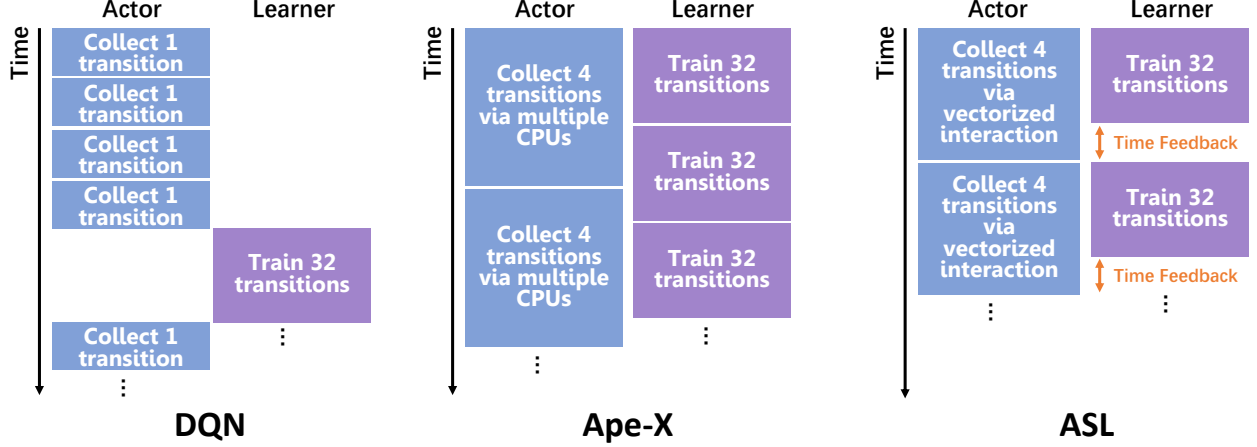 Actor Learner
Time
Collect 1
transition
Collect 1
transition
Collect 1
transition
Collect 1
transition
Train 32
transitions
Collect 1
transition
⋮
⋮
DQN
Actor Learner
Time
Collect 4
transitions
via multiple
CPUs
Collect 4
transitions
via multiple
CPUs
⋮
Train 32
transitions
Train 32
transitions
Train 32
transitions
⋮
Ape-X
Actor Learner
Time
Collect 4
transitions
via
vectorized
interaction
Collect 4
transitions
via
vectorized
interaction
⋮
Train 32
transitions
Time Feedback
Train 32
transitions
Time Feedback
⋮
ASL